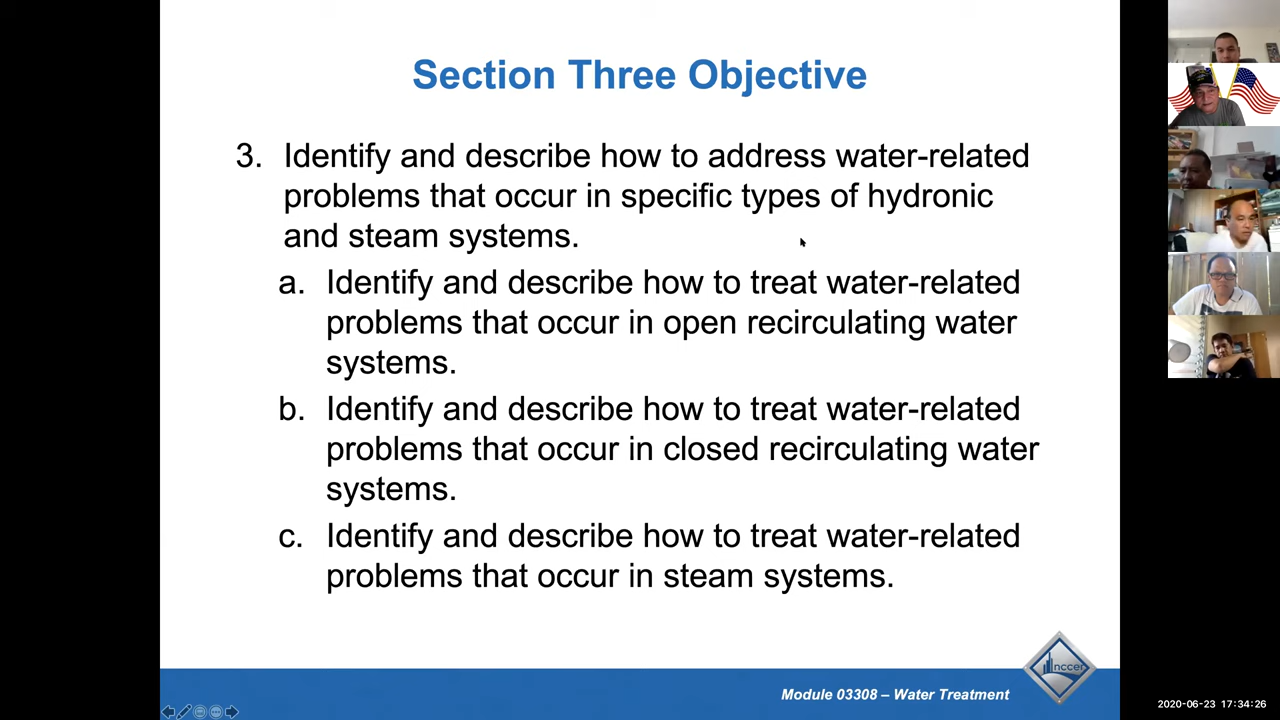 Section Three Objective
3. Identify and describe how to address water-related
problems that occur in specific types of hydronic
and steam systems.
a. Identify and describe how to treat water-related
problems that occur in open recirculating water
systems.
b. Identify and describe how to treat water-related
problems that occur in closed recirculating water
systems.
c. Identify and describe how to treat water-related
problems that occur in steam systems.
nccer
Module 03308 – Water Treatment
2020-06-23 17:34:26